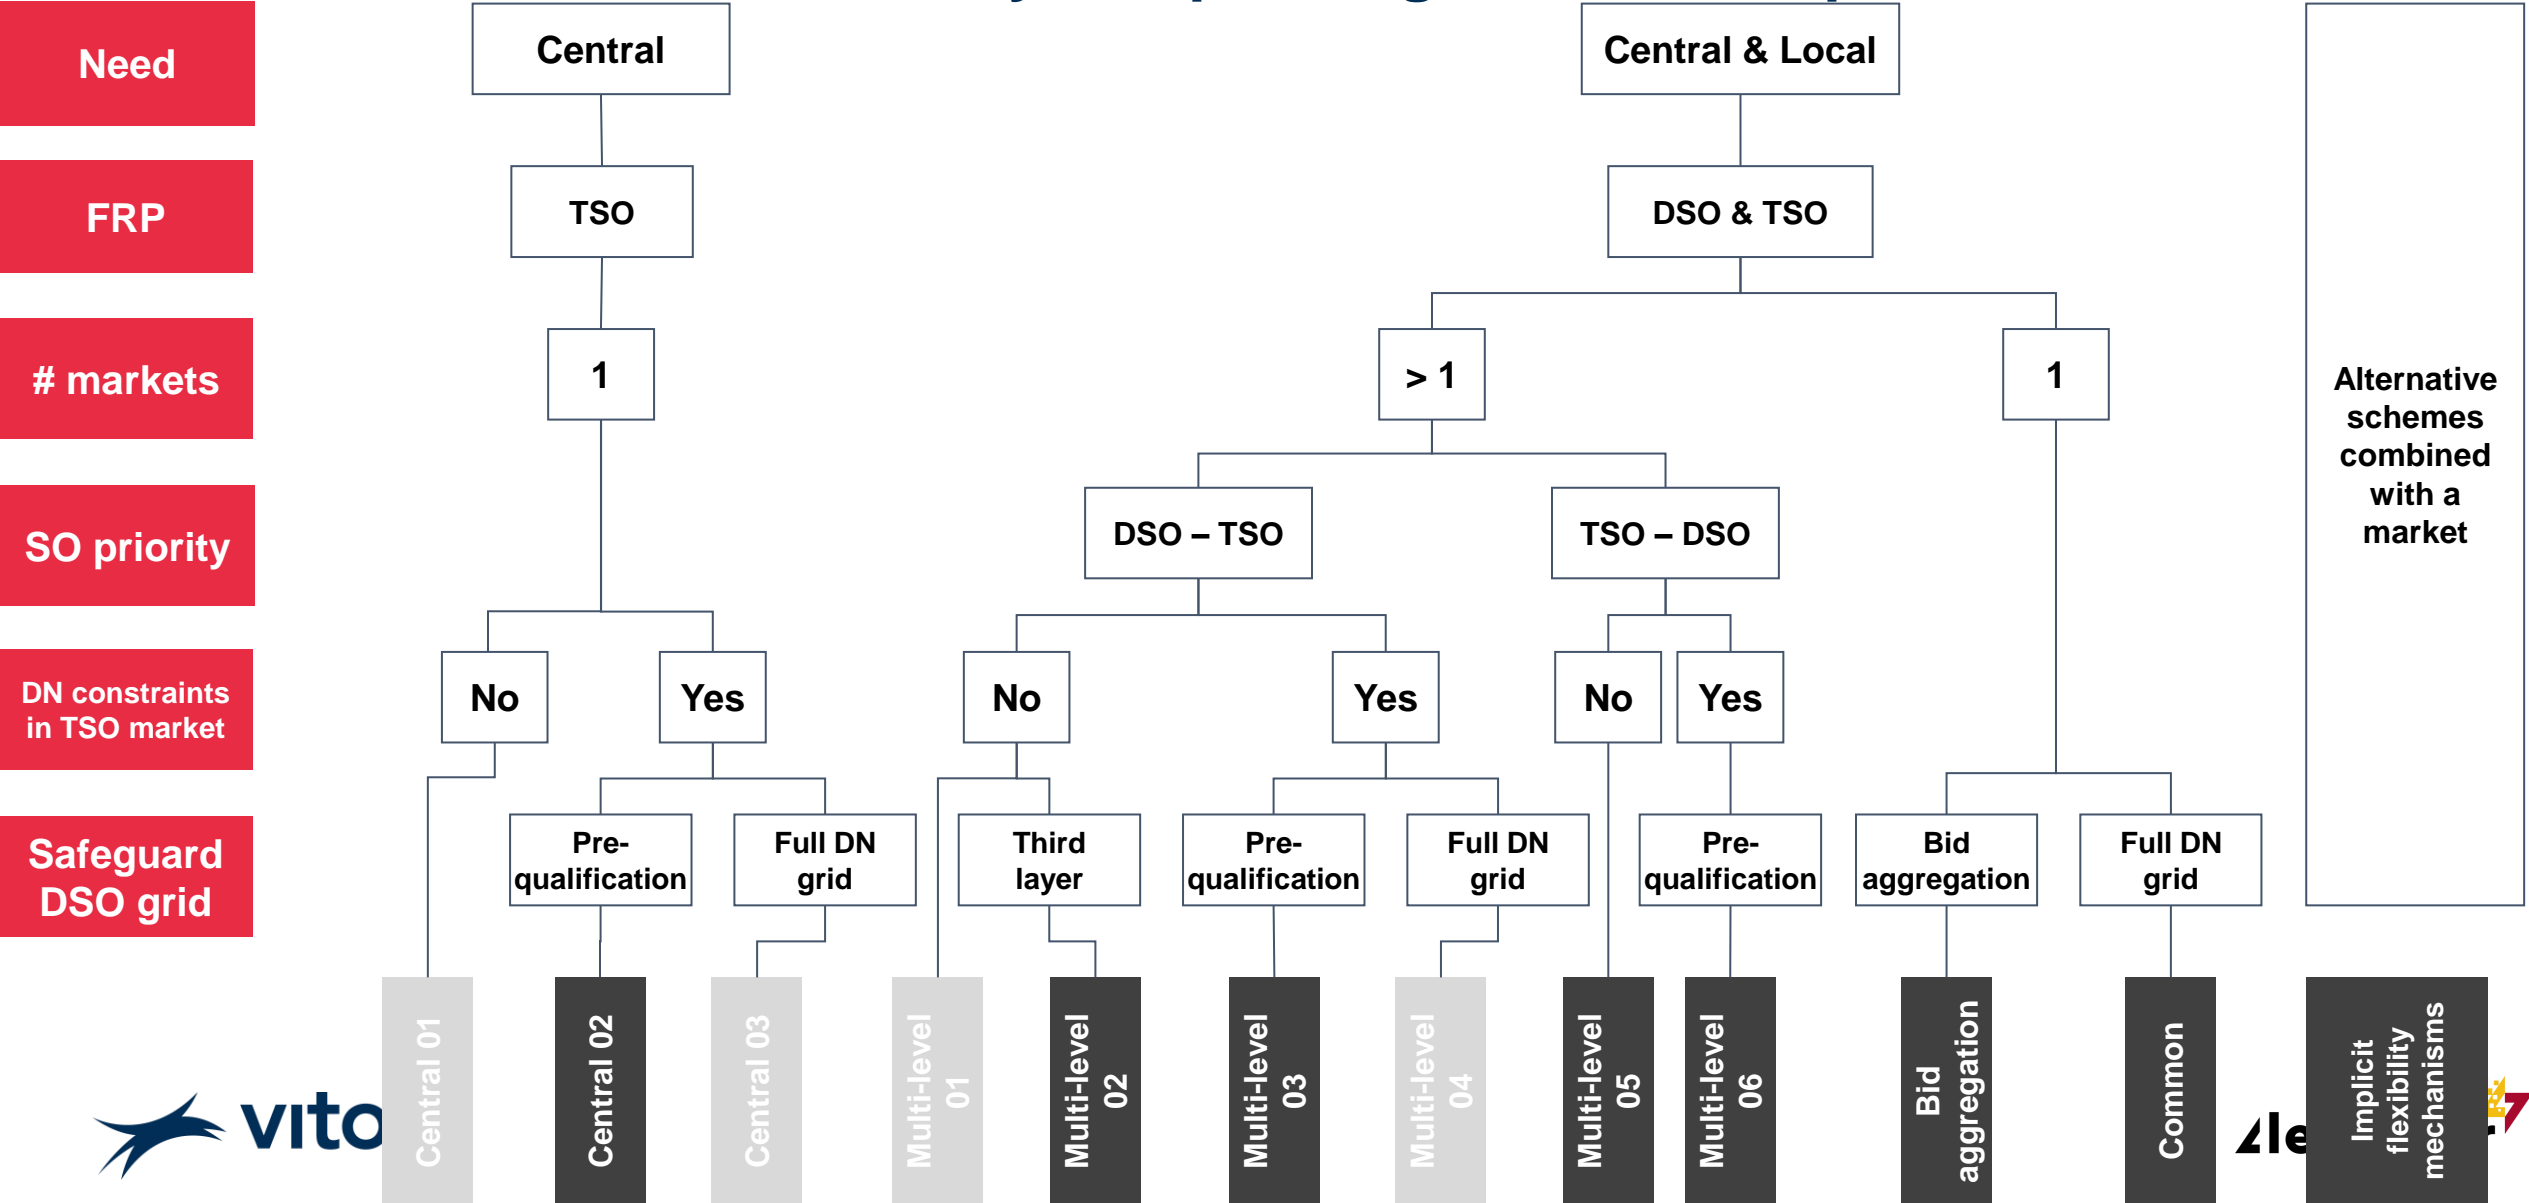 Need
Central
Central & Local
FRP
TSO
DSO & TSO
# markets
1
> 1
1
Alternative
schemes
combined
with a
market
SO priority
DSO – TSO
TSO – DSO
DN constraints
in TSO market
No
Yes
No
Yes
No
Yes
Safeguard
DSO grid
Pre-
qualification
Full DN
grid
Third
layer
Pre-
qualification
Full DN
grid
Pre-
qualification
Bid
aggregation
Full DN
grid
Central 01
Central 02
Central 03
Multi-level
01
Multi-level
02
Multi-level
03
Multi-level
04
Multi-level
05
Multi-level
06
Bid
aggregation
Common
Implicit
flexibility
mechanisms
vito